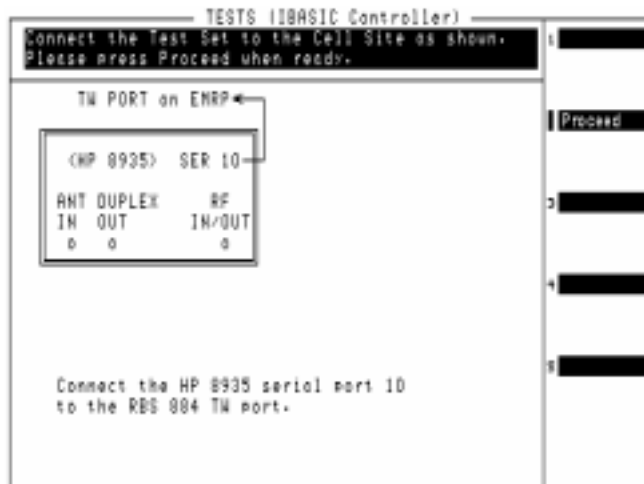 TESTS (IBASIC Controller)
Connect the Test Set to the Cell Site as shown.
Please press Proceed when ready.
1
Proceed
TW PORT on EMRP
(HP 8935) SER 10
ANT DUPLEX RF
IN OUT IN/OUT
3
4
5
Connect the HP 8935 serial port 10
to the RBS 884 TW port.